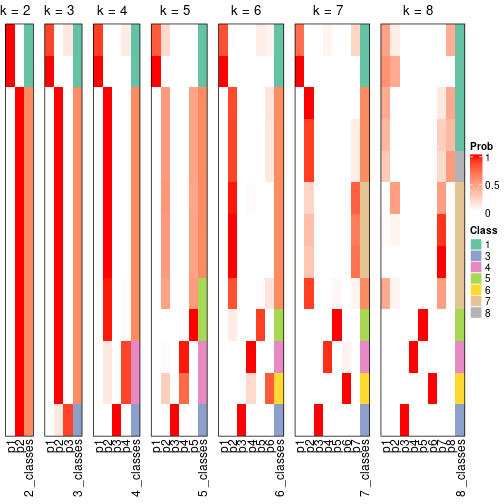 k = 2 k = 3 k = 4 k = 5 k = 6 k = 7 k = 8
Prob
1
0.5
0
Class
1
3
4
5
6
7
8
p1 p2 2_classes p1 p2 p3 3_classes p1 p2 p3 p4 4_classes p1 p2 p3 p4 p5 5_classes p1 p2 p3 p4 p5 p6 6_classes p1 p2 p3 p4 p5 p6 p7 7_classes p1 p2 p3 p4 p5 p6 p7 p8 8_classes